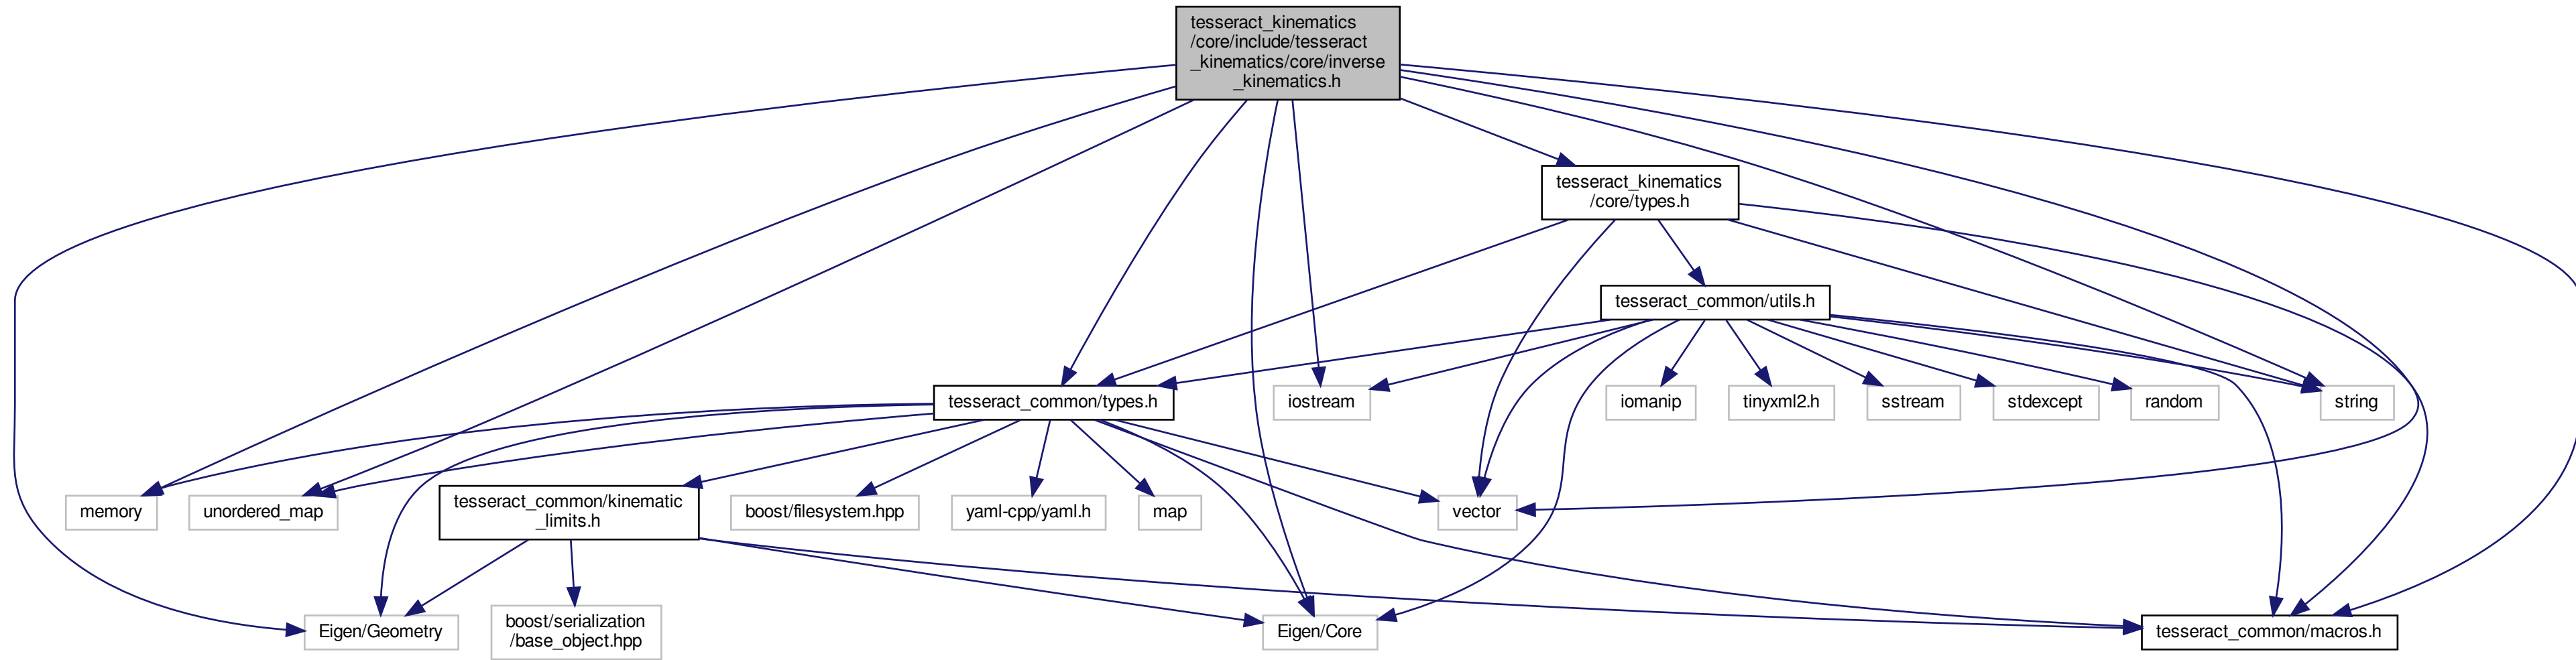 tesseract_kinematics
/core/include/tesseract
_kinematics/core/inverse
_kinematics.h
tesseract_kinematics
/core/types.h
tesseract_common/utils.h
tesseract_common/types.h
iostream
iomanip
tinyxml2.h
sstream
stdexcept
random
string
memory
unordered_map
tesseract_common/kinematic
_limits.h
boost/filesystem.hpp
yaml-cpp/yaml.h
map
vector
Eigen/Geometry
boost/serialization
/base_object.hpp
Eigen/Core
tesseract_common/macros.h